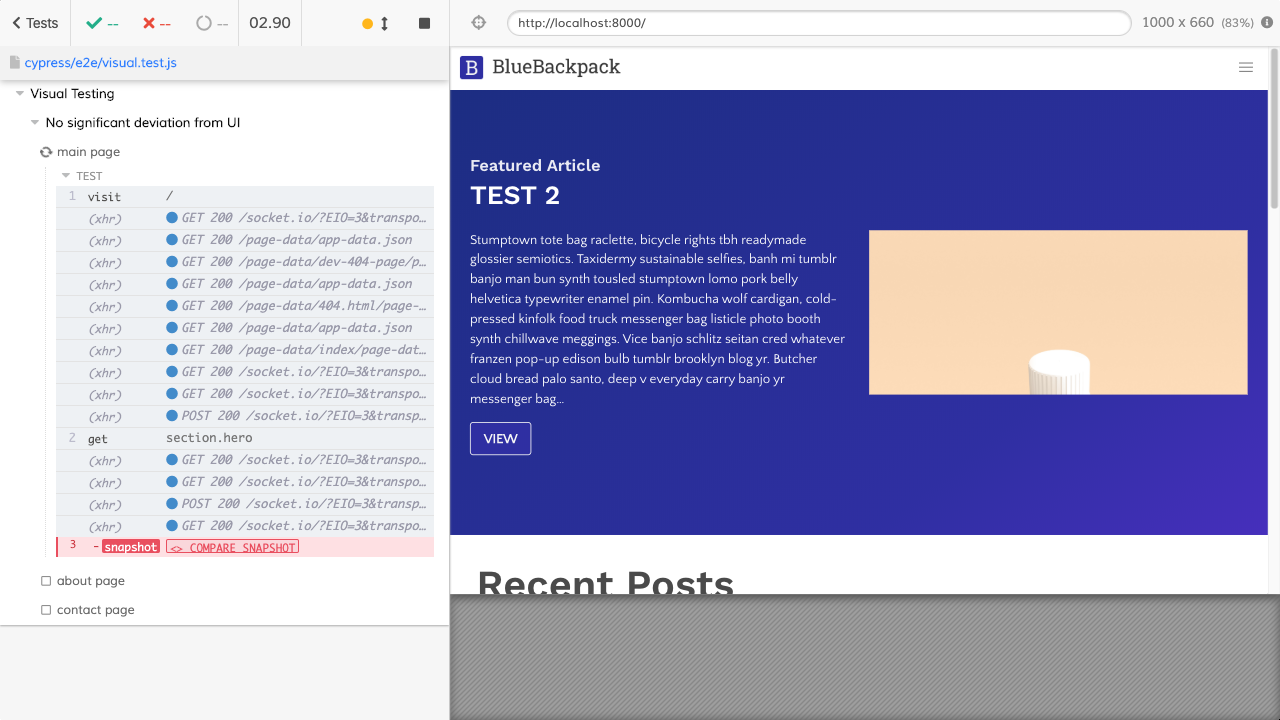 Tests
--
--
--
02.90
cypress/e2e/visual.test.js
Visual Testing
No significant deviation from UI
main page
TEST
1 visit /
(xhr) GET 200 /socket.io/?EIO=3&transpo…
(xhr) GET 200 /page-data/app-data.json
(xhr) GET 200 /page-data/dev-404-page/p…
(xhr) GET 200 /page-data/app-data.json
(xhr) GET 200 /page-data/404.html/page-…
(xhr) GET 200 /page-data/app-data.json
(xhr) GET 200 /page-data/index/page-dat…
(xhr) GET 200 /socket.io/?EIO=3&transpo…
(xhr) GET 200 /socket.io/?EIO=3&transpo…
(xhr) POST 200 /socket.io/?EIO=3&transp…
2 get section.hero
(xhr) GET 200 /socket.io/?EIO=3&transpo…
(xhr) GET 200 /socket.io/?EIO=3&transpo…
(xhr) POST 200 /socket.io/?EIO=3&transp…
(xhr) GET 200 /socket.io/?EIO=3&transpo…
3 -snapshot <> COMPARE SNAPSHOT
about page
contact page
http://localhost:8000/
1000 x 660 (83%)
B BlueBackpack
Featured Article
TEST 2
Stumptown tote bag raclette, bicycle rights tbh readymade
glossier semiotics. Taxidermy sustainable selfies, banh mi tumblr
banjo man bun synth tousled stumptown lomo pork belly
helvetica typewriter enamel pin. Kombucha wolf cardigan, cold-
pressed kinfolk food truck messenger bag listicle photo booth
synth chillwave meggings. Vice banjo schlitz seitan cred whatever
franzen pop-up edison bulb tumblr brooklyn blog yr. Butcher
cloud bread palo santo, deep v everyday carry banjo yr
messenger bag…
VIEW
Recent Posts